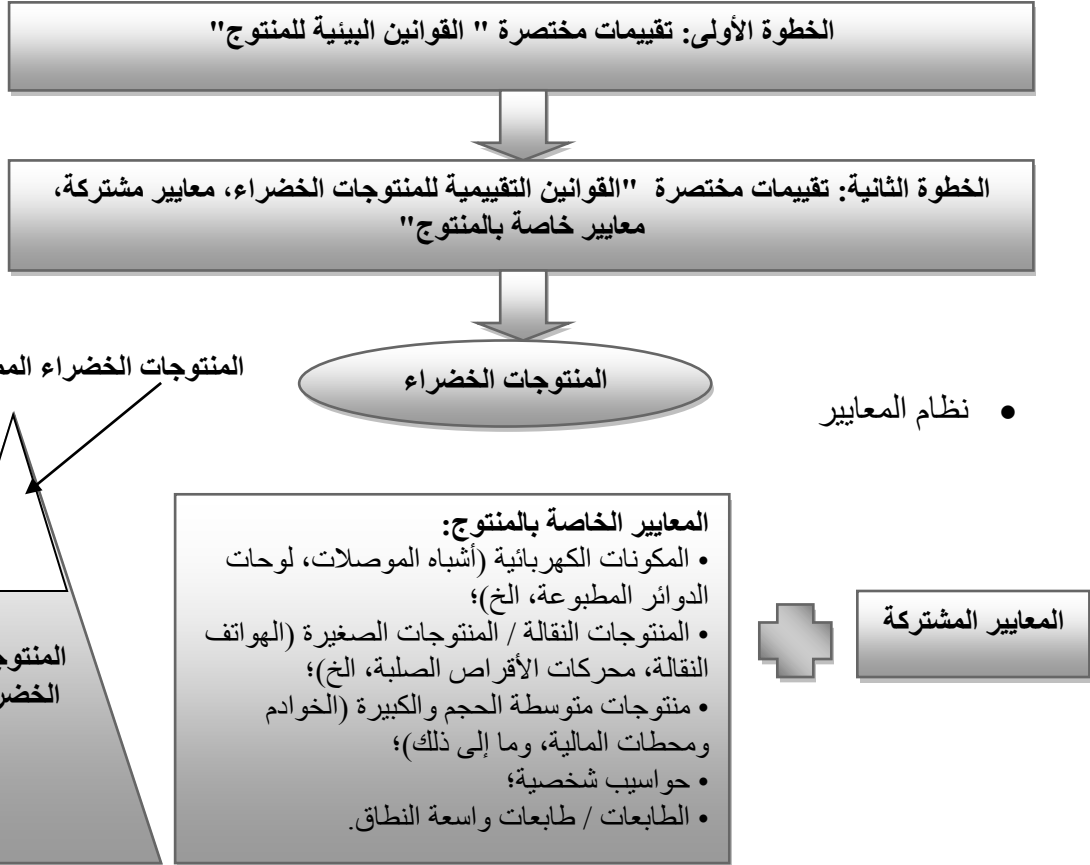 الخطوة الأولى: تقييمات مختصرة " القوانين البيئية للمنتوج"
الخطوة الثانية: تقييمات مختصرة "القوانين التقييمية للمنتوجات الخضراء، معايير مشتركة،
معايير خاصة بالمنتوج"
المنتوجات الخضراء
المنتوجات الخضراء
• نظام المعايير
المعايير المشتركة
المعايير الخاصة بالمنتوج:
• المكونات الكهربائية (أشباه الموصلات، لوحات
الدوائر المطبوعة، الخ)؛
• المنتوجات النقالة / المنتوجات الصغيرة (الهواتف
النقالة، محركات الأقراص الصلبة، الخ)؛
• منتوجات متوسطة الحجم والكبيرة (الخوادم
ومحطات المالية، وما إلى ذلك)؛
• حواسيب شخصية؛
• الطابعات / طابعات واسعة النطاق.